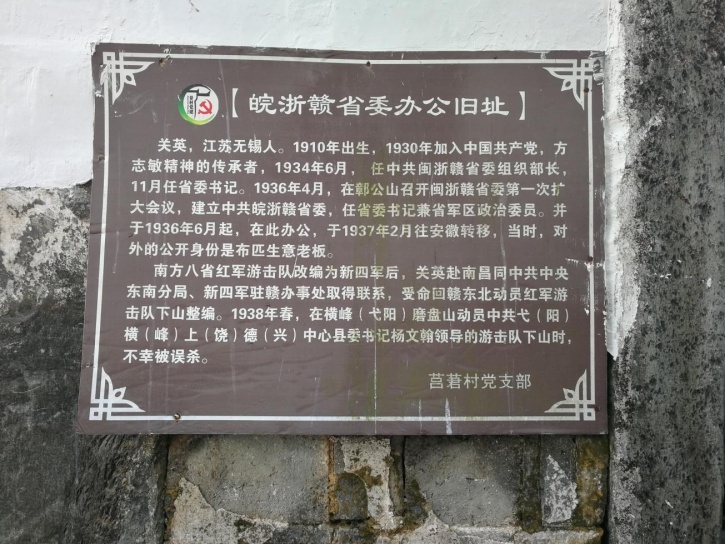 【皖浙赣省委办公旧址】
关英，江苏无锡人。1910年出生，1930年加入中国共产党，方
志敏精神的传承者，1934年6月， 任中共闽浙赣省委组织部长，
11月任省委书记。1936年4月，在鄣公山召开闽浙赣省委第一次扩
大会议，建立中共皖浙赣省委，任省委书记兼省军区政治委员。并
于1936年6月起，在此办公，于1937年2月往安徽转移，当时，对
外的公开身份是布匹生意老板。
南方八省红军游击队改编为新四军后，关英赴南昌同中共中央
东南分局、新四军驻赣办事处取得联系，受命回赣东北动员红军游
击队下山整编。1938年春，在横峰（弋阳）磨盘山动员中共弋（阳）
横（峰）上（饶）德（兴）中心县委书记杨文翰领导的游击队下山时，
不幸被误杀。
莒莙村党支部